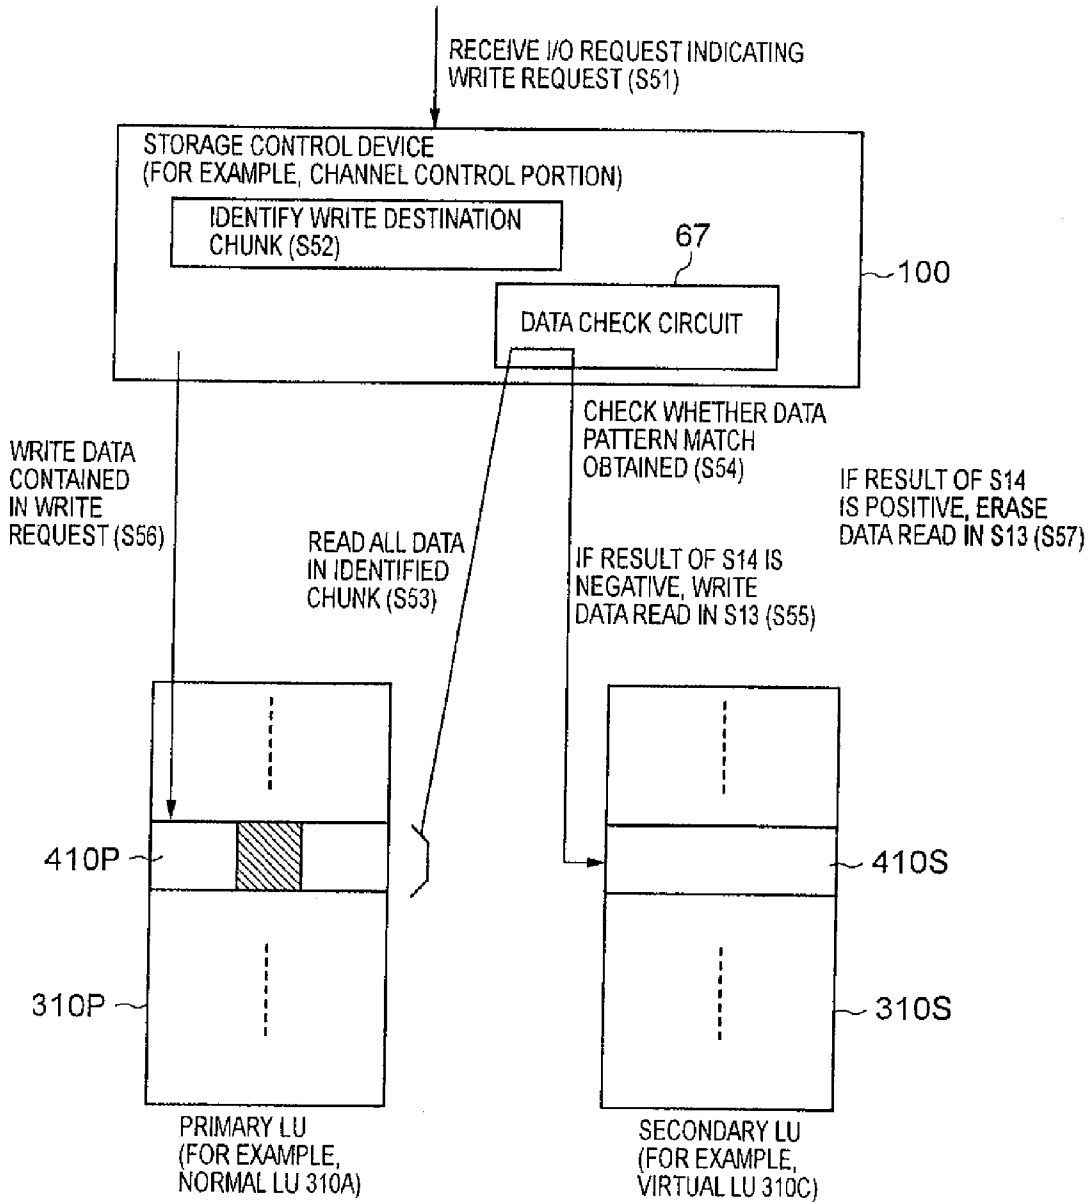 RECEIVE I/O REQUEST INDICATING
WRITE REQUEST (S51)
STORAGE CONTROL DEVICE
(FOR EXAMPLE, CHANNEL CONTROL PORTION)
IDENTIFY WRITE DESTINATION
CHUNK (S52)
67
100
DATA CHECK CIRCUIT
CHECK WHETHER DATA
PATTERN MATCH
OBTAINED (S54)
WRITE DATA
CONTAINED
IN WRITE
REQUEST (S56)
IF RESULT OF S14
IS POSITIVE, ERASE
DATA READ IN S13 (S57)
READ ALL DATA
IN IDENTIFIED
CHUNK (S53)
IF RESULT OF S14 IS
NEGATIVE, WRITE
DATA READ IN S13 (S55)
410P
410S
310P
310S
PRIMARY LU
(FOR EXAMPLE,
NORMAL LU 310A)
SECONDARY LU
(FOR EXAMPLE,
VIRTUAL LU 310C)